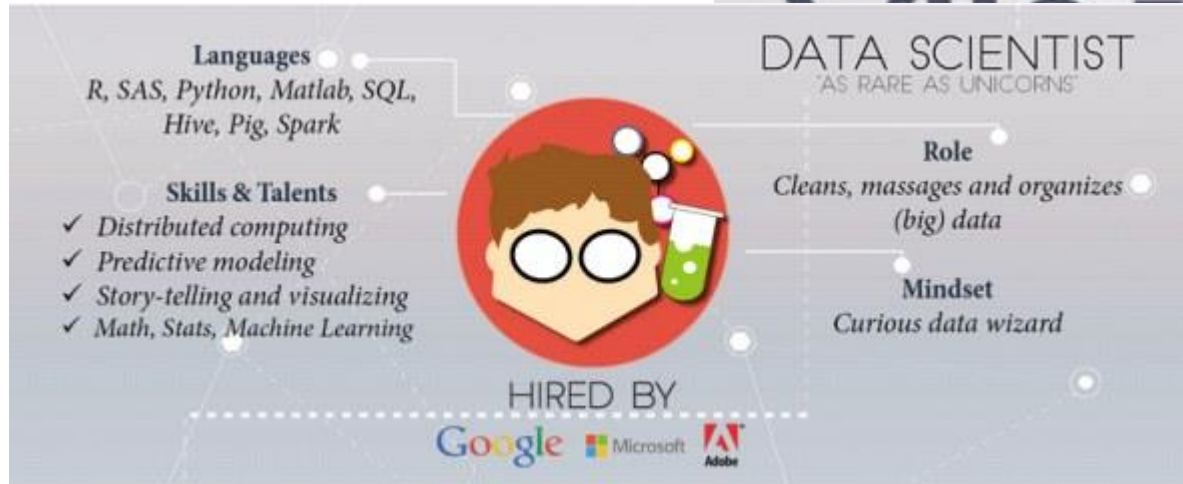 DATA SCIENTIST
"AS RARE AS UNICORNS"
Languages
R, SAS, Python, Matlab, SQL,
Hive, Pig, Spark
Skills & Talents
✓ Distributed computing
✓ Predictive modeling
✓ Story-telling and visualizing
✓ Math, Stats, Machine Learning
Role
Cleans, massages and organizes
(big) data
Mindset
Curious data wizard
HIRED BY
Google Microsoft Adobe